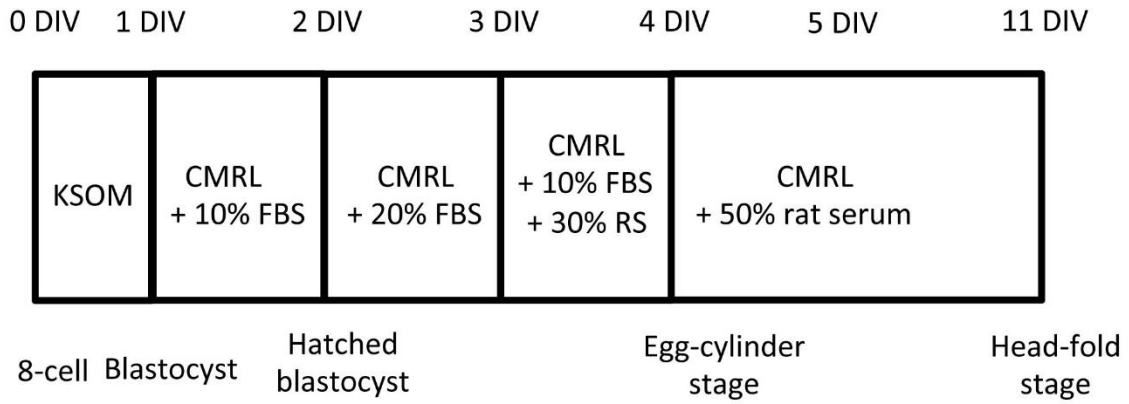 0 DIV 1 DIV 2 DIV 3 DIV 4 DIV 5 DIV 11 DIV
KSOM
CMRL
+ 10% FBS
CMRL
+ 20% FBS
CMRL
+ 10% FBS
+ 30% RS
CMRL
+ 50% rat serum
8-cell
Blastocyst
Hatched
blastocyst
Egg-cylinder
stage
Head-fold
stage